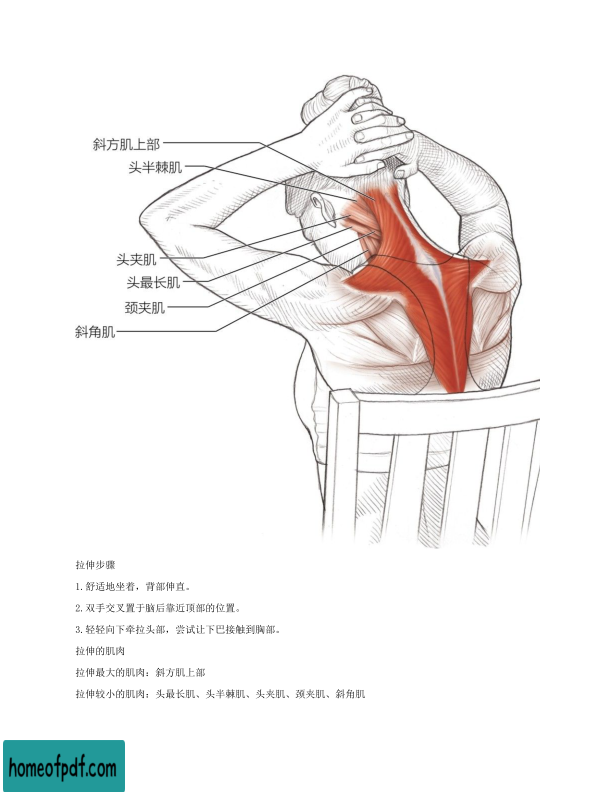 斜方肌上部
头半棘肌
头夹肌
头最长肌
颈夹肌
斜角肌
拉伸步骤
1.舒适地坐着，背部伸直。
2.双手交叉置于脑后靠近顶部的位置。
3.轻轻向下牵拉头部，尝试让下巴接触到胸部。
拉伸的肌肉
拉伸最大的肌肉：斜方肌上部
拉伸较小的肌肉；头最长肌、头半棘肌、头夹肌、颈夹肌、斜角肌
homeofpdf.com